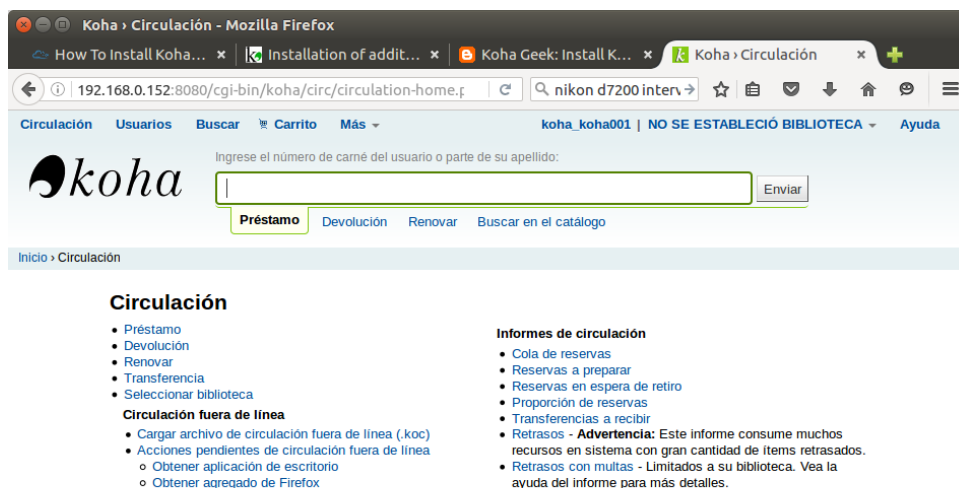 Koha › Circulación - Mozilla Firefox
How To Install Koha... × Installation of addit... × Koha Geek: Install K... × Koha › Circulación ×
192.168.0.152:8080/cgi-bin/koha/circ/circulation-home.p nikon d7200 interv
Circulación Usuarios Buscar Carrito Más koha_koha001 | NO SE ESTABLECIÓ BIBLIOTECA Ayuda
Ingrese el número de carné del usuario o parte de su apellido:
koha
Enviar
Préstamo Devolución Renovar Buscar en el catálogo
Inicio › Circulación
Circulación
• Préstamo
• Devolución
• Renovar
• Transferencia
• Seleccionar biblioteca
Circulación fuera de línea
• Cargar archivo de circulación fuera de línea (.koc)
• Acciones pendientes de circulación fuera de línea
Obtener aplicación de escritorio
Obtener agregado de Firefox
Informes de circulación
• Cola de reservas
• Reservas a preparar
• Reservas en espera de retiro
• Proporción de reservas
• Transferencias a recibir
• Retrasos - Advertencia: Este informe consume muchos
recursos en sistema con gran cantidad de ítems retrasados.
• Retrasos con multas - Limitados a su biblioteca. Vea la
ayuda del informe para más detalles.